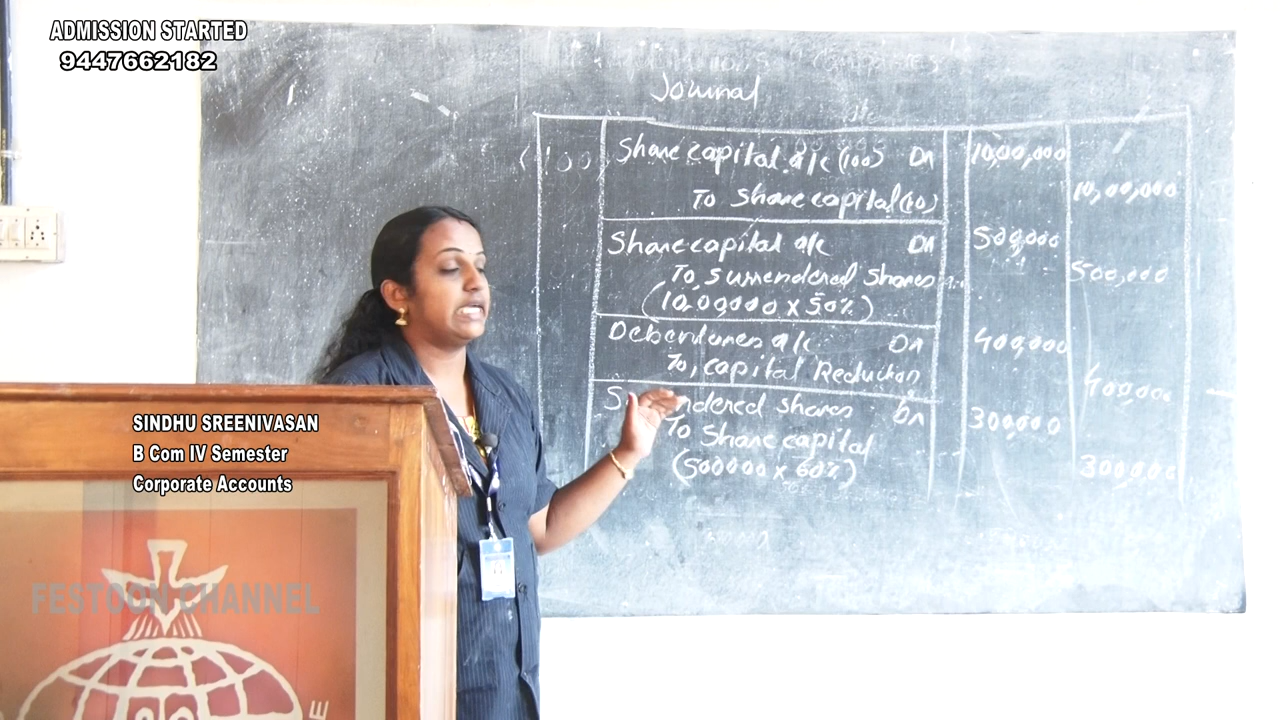 ADMISSION STARTED
9447662182
Journal
Share capital a/c (100) Dr 10,00,000
To Share capital (10) 10,00,000
Share capital a/c Dr 500,000
To, Surrendered Shares 500,000
(10,00,000 x 50%)
Debentures a/c Dr 400,000
To, capital Reduction 400,000
ndered shares Dr 300,000
To Share capital
(500000 x 60%) 300,000
SINDHU SREENIVASAN
B Com IV Semester
Corporate Accounts
FESTOON CHANNEL